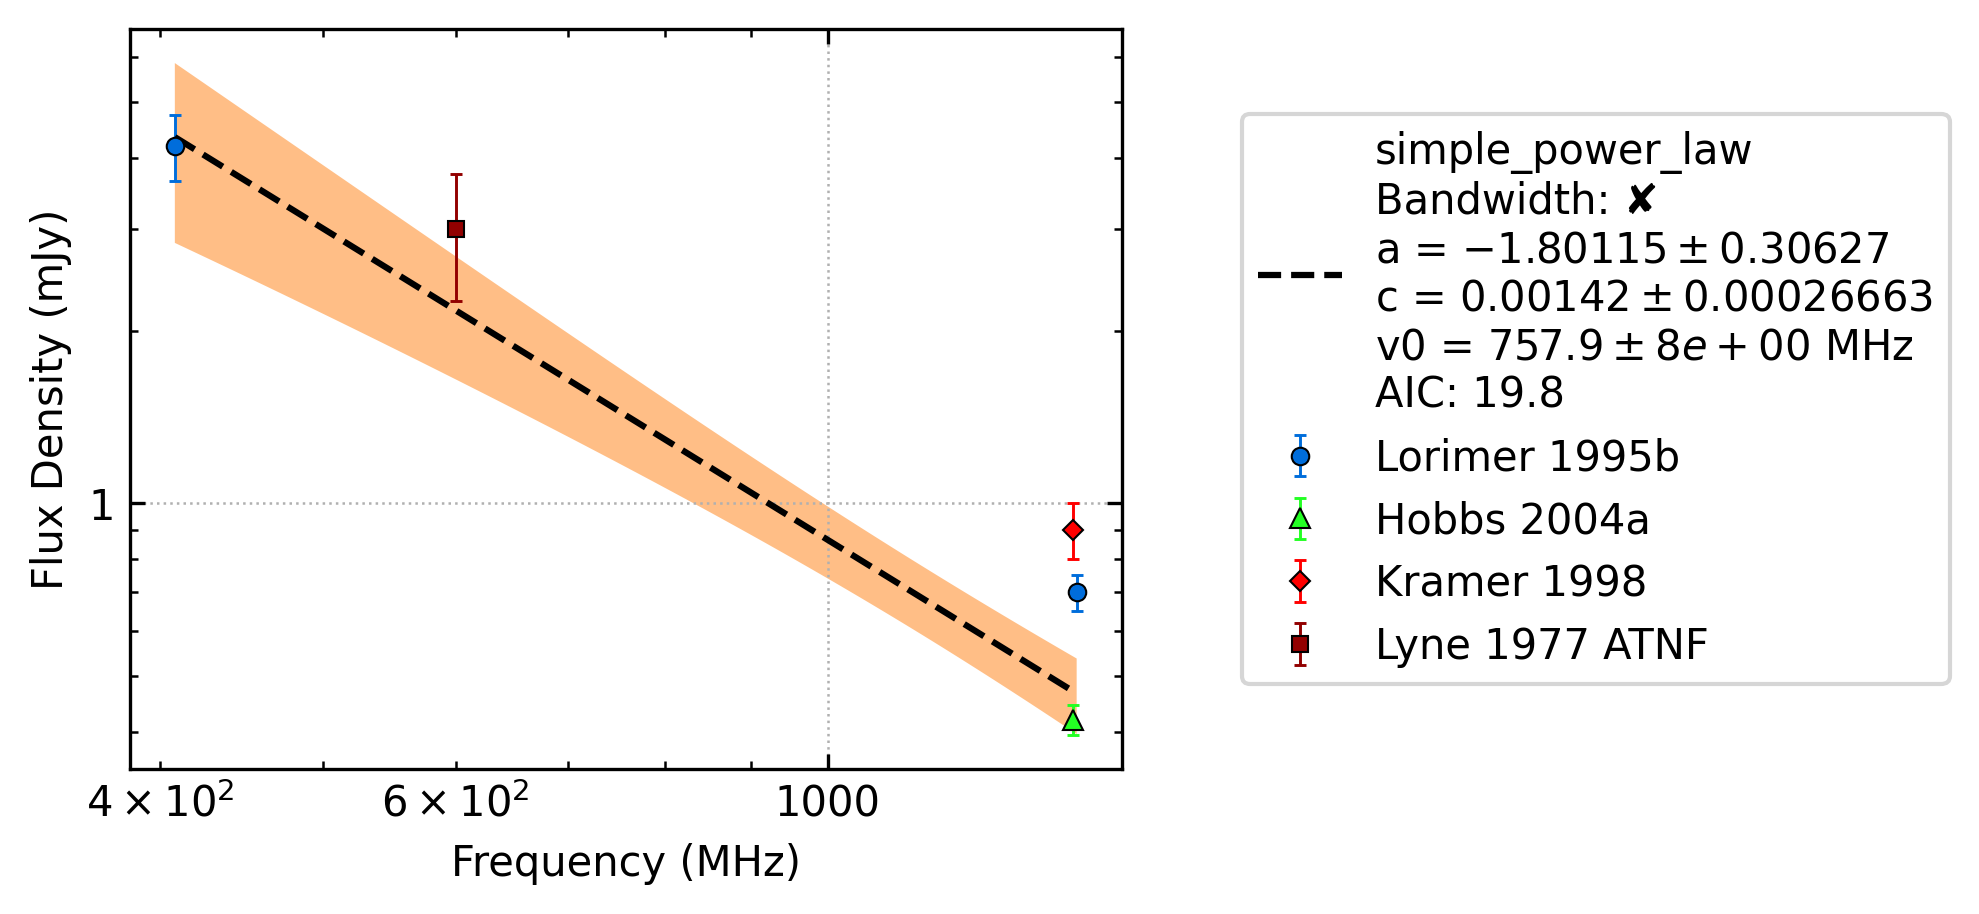 Flux Density (mJy)
1
4 × 10²
6 × 10²
1000
Frequency (MHz)
simple_power_law
Bandwidth: ✘
a = −1.80115 ± 0.30627
c = 0.00142 ± 0.00026663
v0 = 757.9 ± 8e + 00 MHz
AIC: 19.8
Lorimer 1995b
Hobbs 2004a
Kramer 1998
Lyne 1977 ATNF